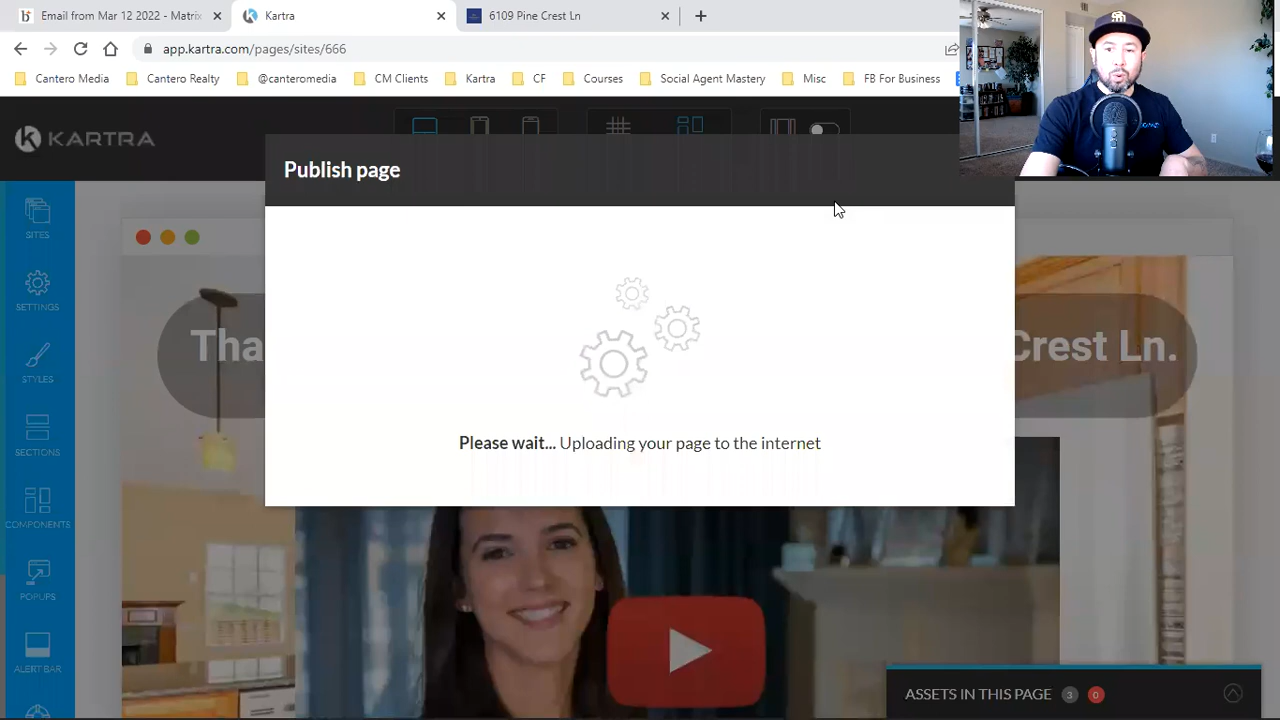 Email from Mar 12 2022 - Matrix
Kartra
6109 Pine Crest Ln
app.kartra.com/pages/sites/666
Cantero Media
Cantero Realty
@canteromedia
CM Clients
Kartra
CF
Courses
Social Agent Mastery
Misc
FB For Business
KARTRA
Publish page
SITES
SETTINGS
Crest Ln.
STYLES
Please wait... Uploading your page to the internet
SECTIONS
COMPONENTS
POPUPS
ALERT BAR
ASSETS IN THIS PAGE 3 0